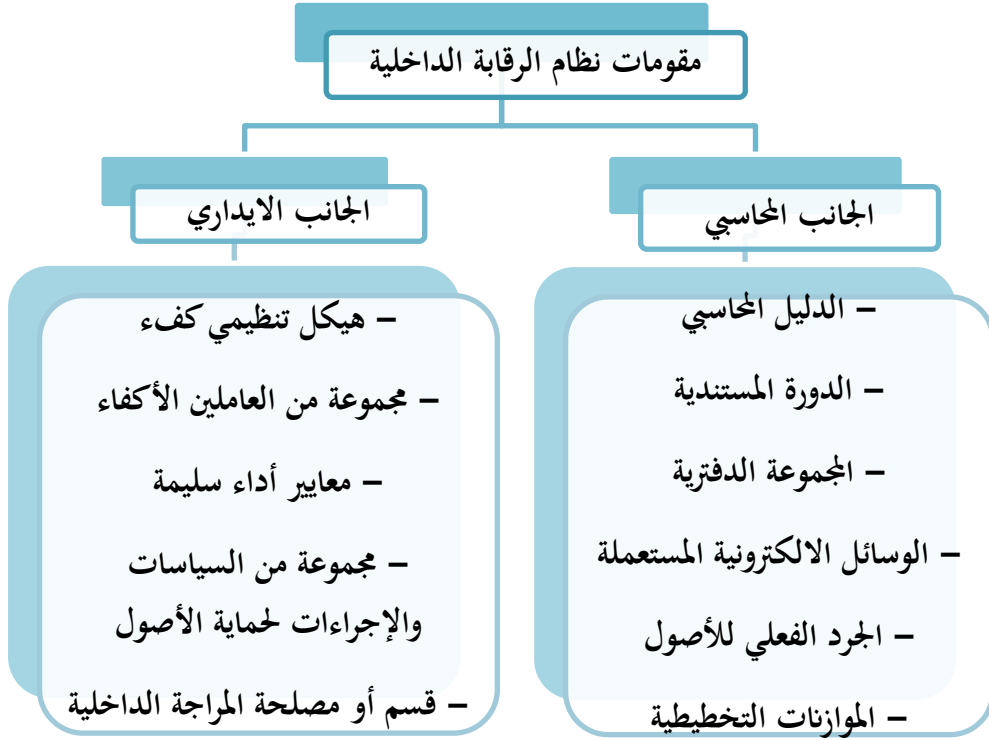 مقومات نظام الرقابة الداخلية
الجانب المحاسبي
– الدليل المحاسبي
– الدورة المستندية
– المجموعة الدفترية
– الوسائل الالكترونية المستعملة
– الجرد الفعلي للأصول
– الموازنات التخطيطية
الجانب الايداري
– هيكل تنظيمي كفء
– مجموعة من العاملين الأكفاء
– معايير أداء سليمة
– مجموعة من السياسات
والإجراءات لحماية الأصول
– قسم أو مصلحة المراجة الداخلية